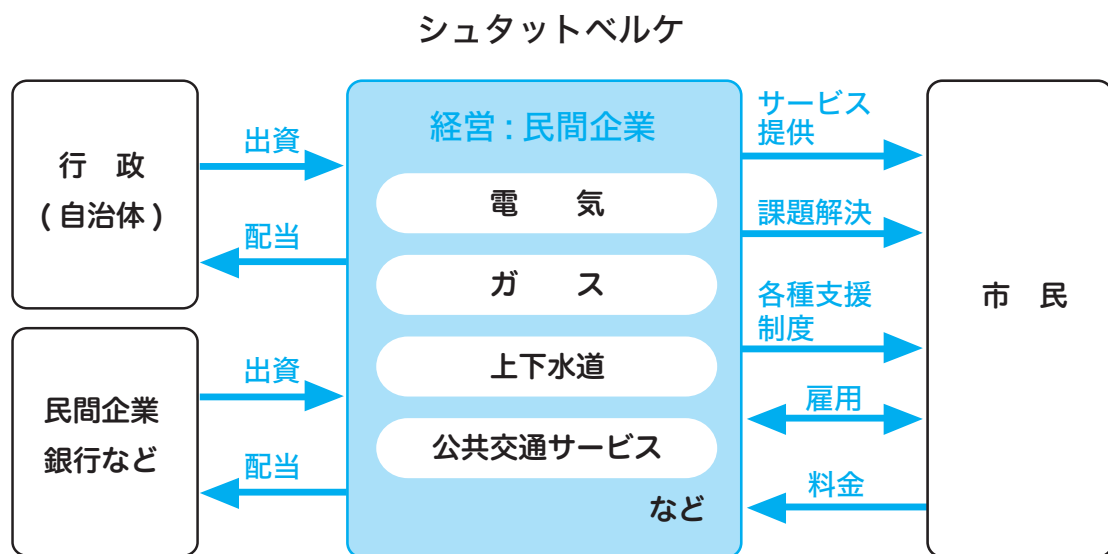 シュタットベルケ
行　政
( 自治体 )
出資
配当
民間企業
銀行など
出資
配当
経営 : 民間企業
電　　気
ガ　　ス
上下水道
公共交通サービス
など
サービス
提供
課題解決
各種支援
制度
雇用
料金
市　民